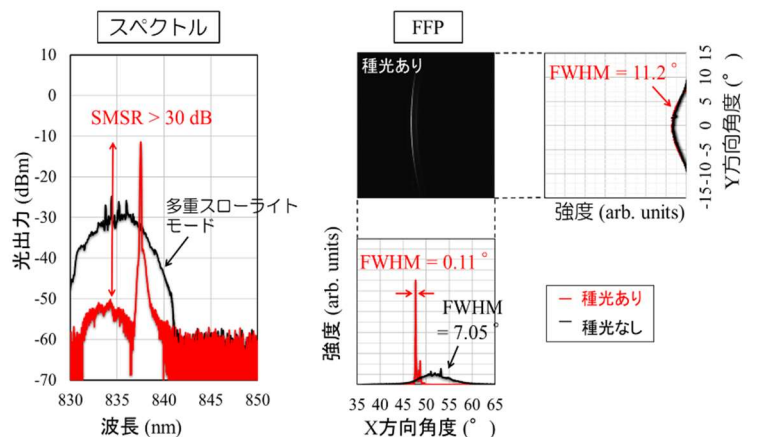 スペクトル
10
0
-10
-20
-30
-40
-50
-60
-70
光出力 (dBm)
SMSR > 30 dB
多重スローライト
モード
830
835
840
845
850
波長 (nm)
FFP
種光あり
FWHM = 11.2 °
15
10
5
0
-5
-10
-15
Y方向角度 (°)
強度 (arb. units)
強度 (arb. units)
FWHM = 0.11 °
FWHM
= 7.05 °
35 40 45 50 55 60 65
X方向角度 (°)
種光あり
種光なし